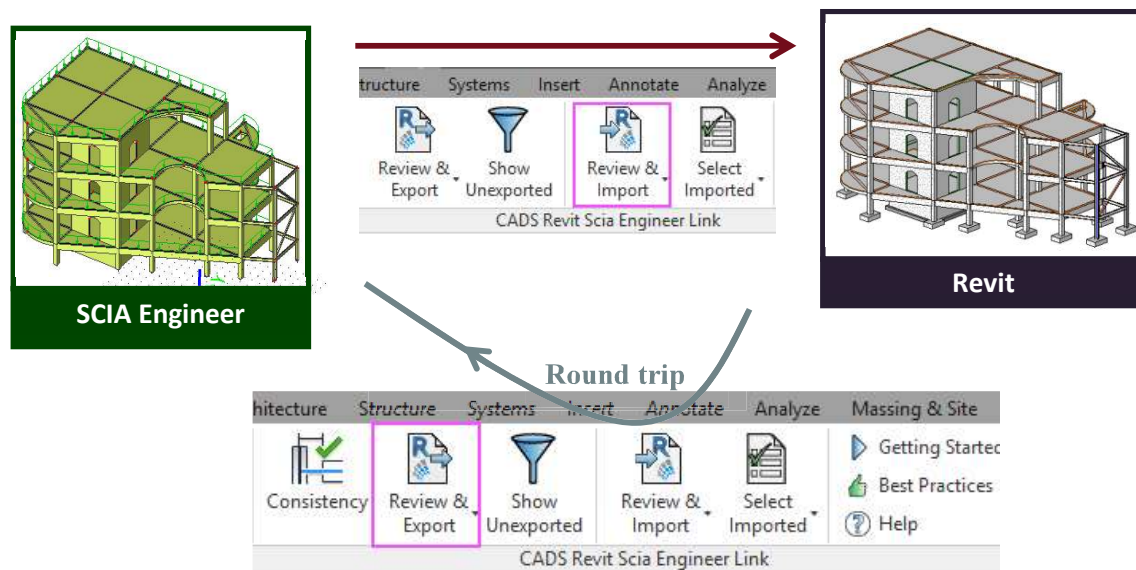 tructure Systems Insert Annotate Analyze
Review & Show Review & Select
Export Unexported Import Imported
CADS Revit Scia Engineer Link
SCIA Engineer
Revit
Round trip
hitecture Structure Systems Insert Annotate Analyze Massing & Site
Getting Started
Best Practices
Consistency Review & Show Review & Select
Export Unexported Import Imported
Help
CADS Revit Scia Engineer Link